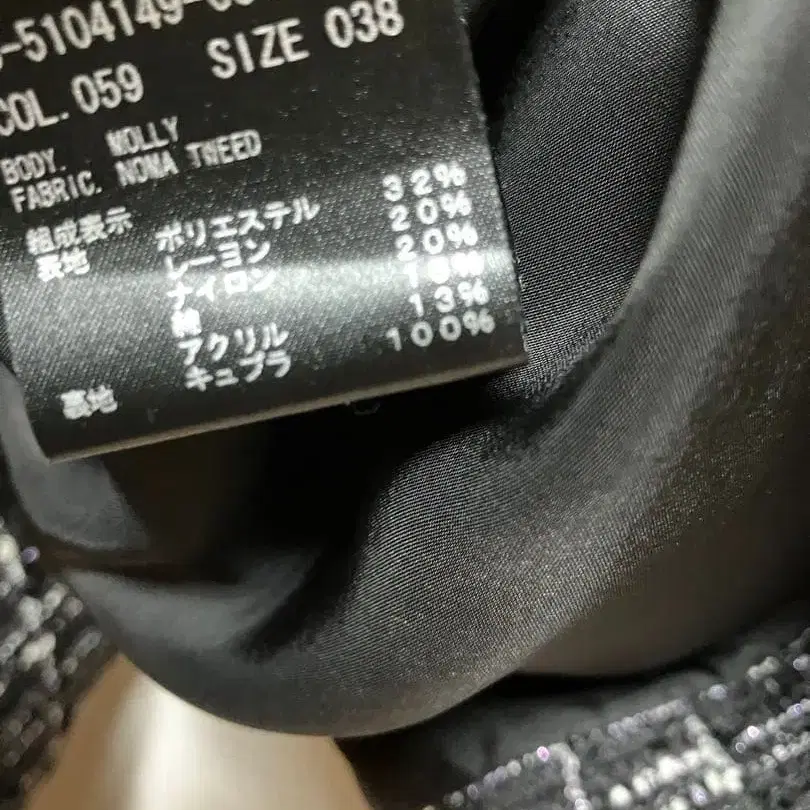 -5104149-
COL. 059 SIZE 038
BODY. MOLLY
FABRIC. NOMA TWEED
組成表示
表地 ポリエステル 32%
レーヨン 20%
ナイロン 20%
綿 15%
アクリル 13%
裏地 キュプラ 100%